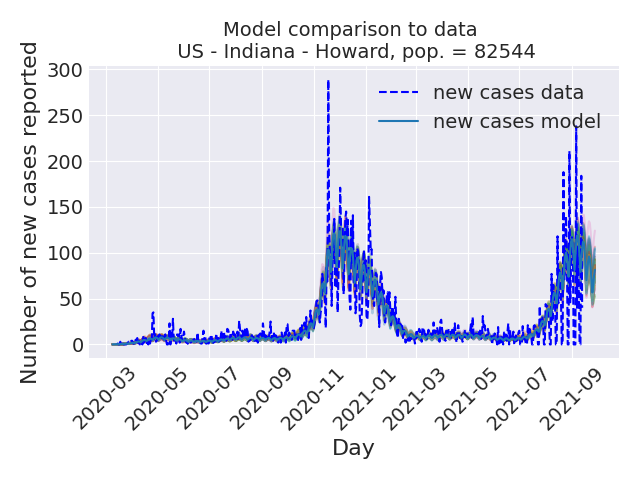 Model comparison to data
US - Indiana - Howard, pop. = 82544
Number of new cases reported
300
250
200
150
100
50
0
new cases data
new cases model
2020-03
2020-05
2020-07
2020-09
2020-11
2021-01
2021-03
2021-05
2021-07
2021-09
Day